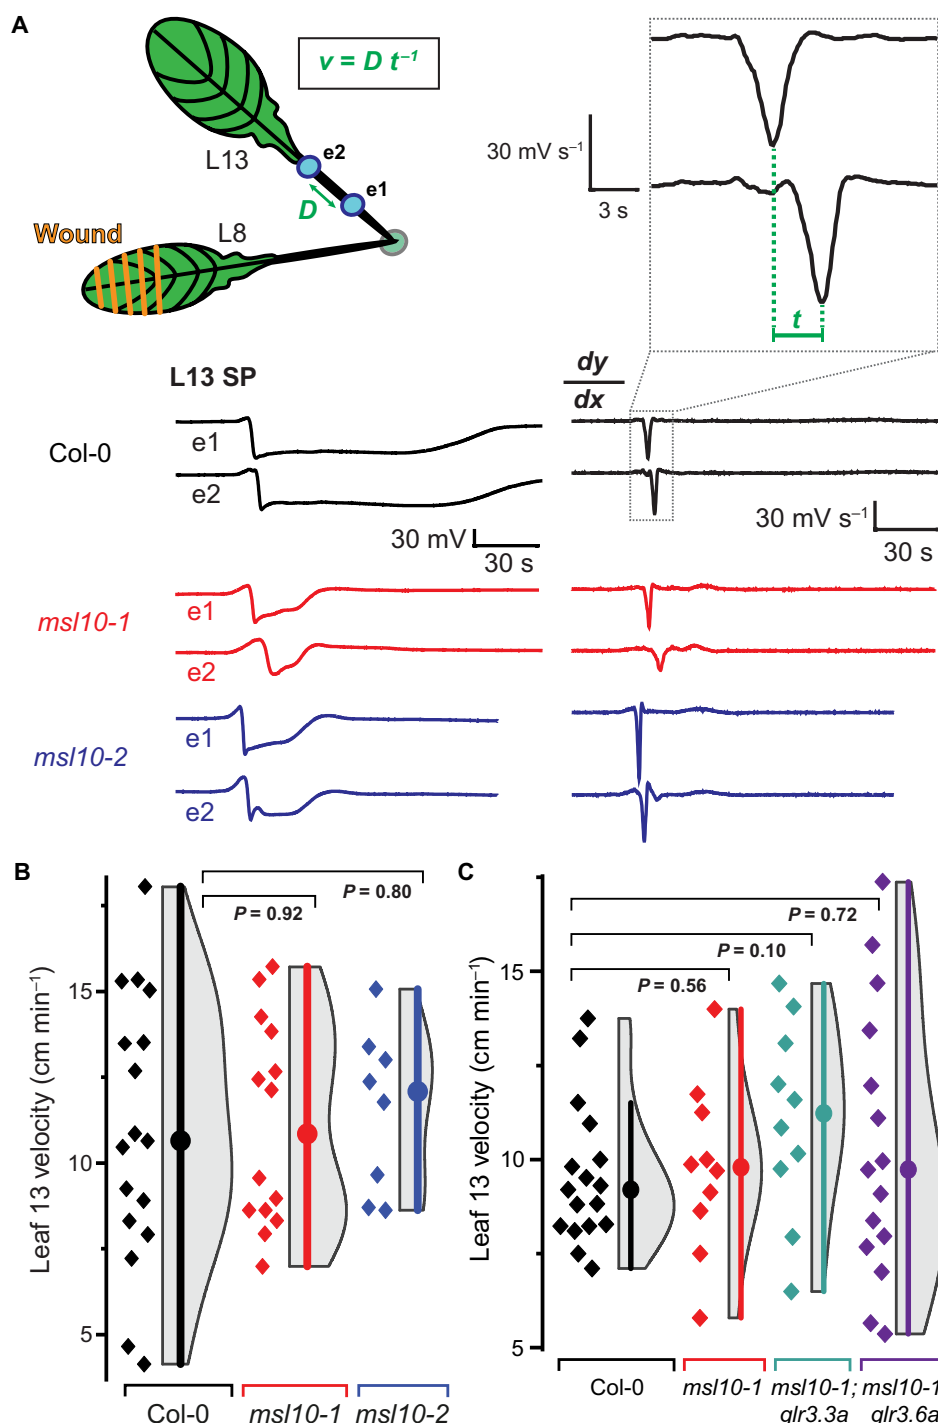 A
v = D t⁻¹
e2
L13
e1
D
Wound
L8
30 mV s⁻¹
3 s
t
L13 SP
dy
dx
Col-0
e1
e2
30 mV
30 s
30 mV s⁻¹
30 s
msl10-1
e1
e2
msl10-2
e1
e2
B
P = 0.80
P = 0.92
Leaf 13 velocity (cm min⁻¹)
15
10
5
Col-0
msl10-1
msl10-2
C
P = 0.72
P = 0.10
P = 0.56
Leaf 13 velocity (cm min⁻¹)
15
10
5
Col-0
msl10-1
msl10-1;
glr3.3a
msl10-1
glr3.6a